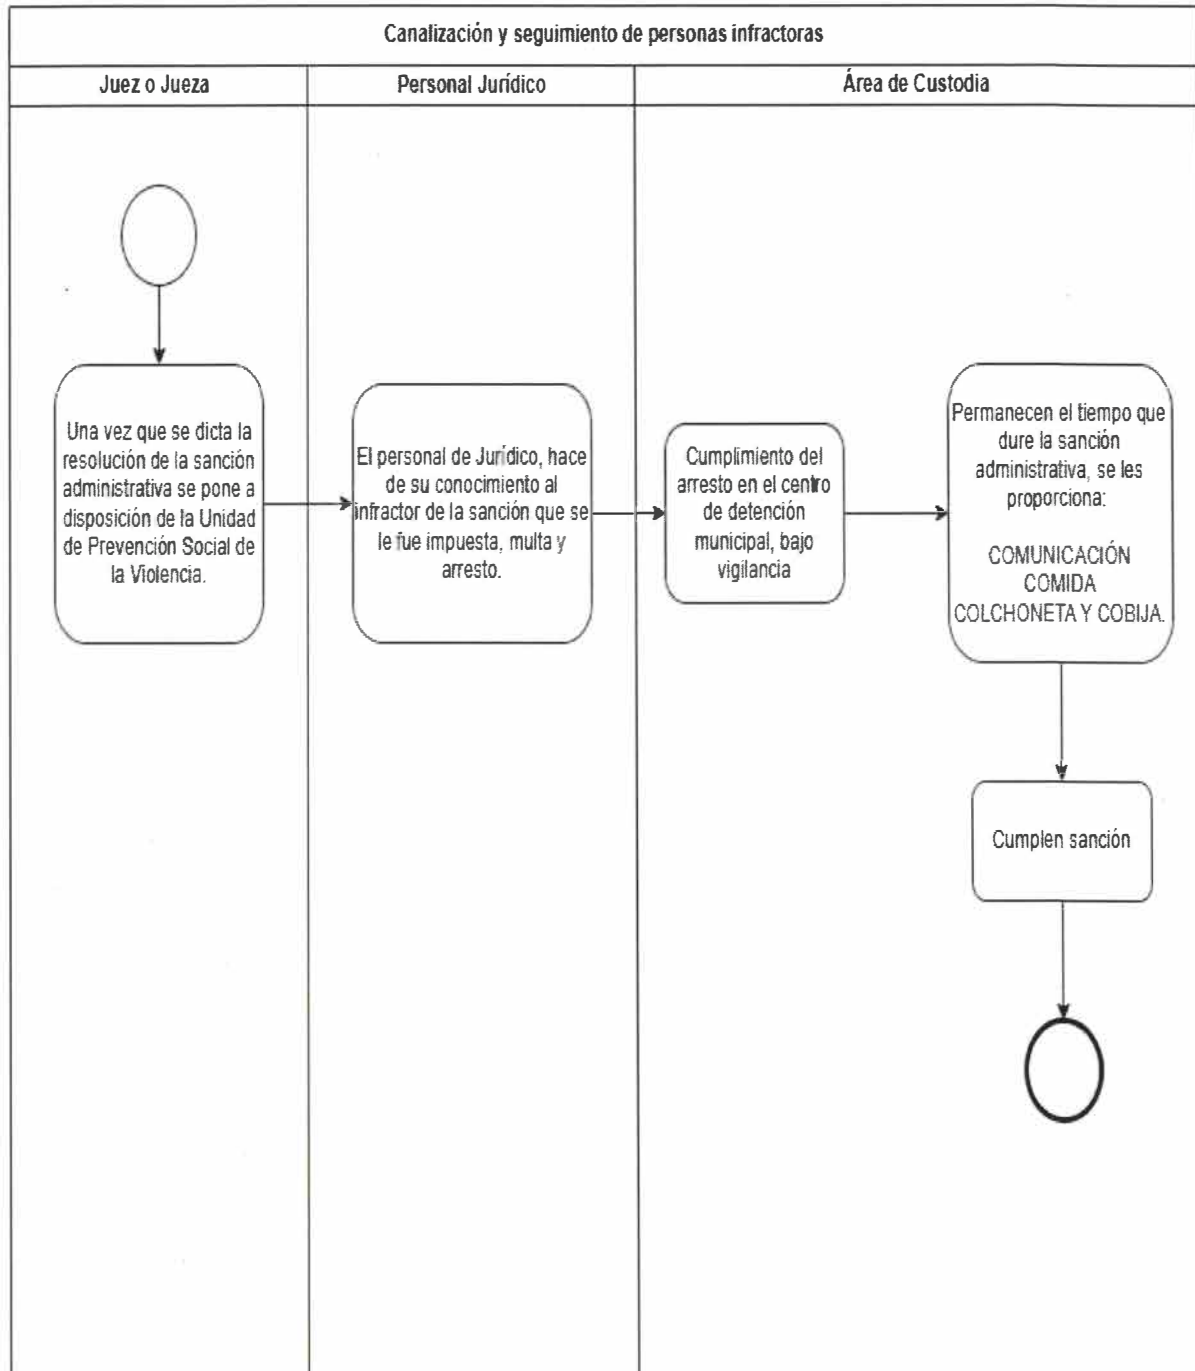 Canalización y seguimiento de personas infractoras
Juez o Jueza
Personal Jurídico
Área de Custodia
Una vez que se dicta la
resolución de la sanción
administrativa se pone a
disposición de la Unidad
de Prevención Social de
la Violencia.
El personal de Jurídico, hace
de su conocimiento al
infractor de la sanción que se
le fue impuesta, multa y
arresto.
Cumplimiento del
arresto en el centro
de detención
municipal, bajo
vigilancia
Permanecen el tiempo que
dure la sanción
administrativa, se les
proporciona:
COMUNICACIÓN
COMIDA
COLCHONETA Y COBIJA.
Cumplen sanción